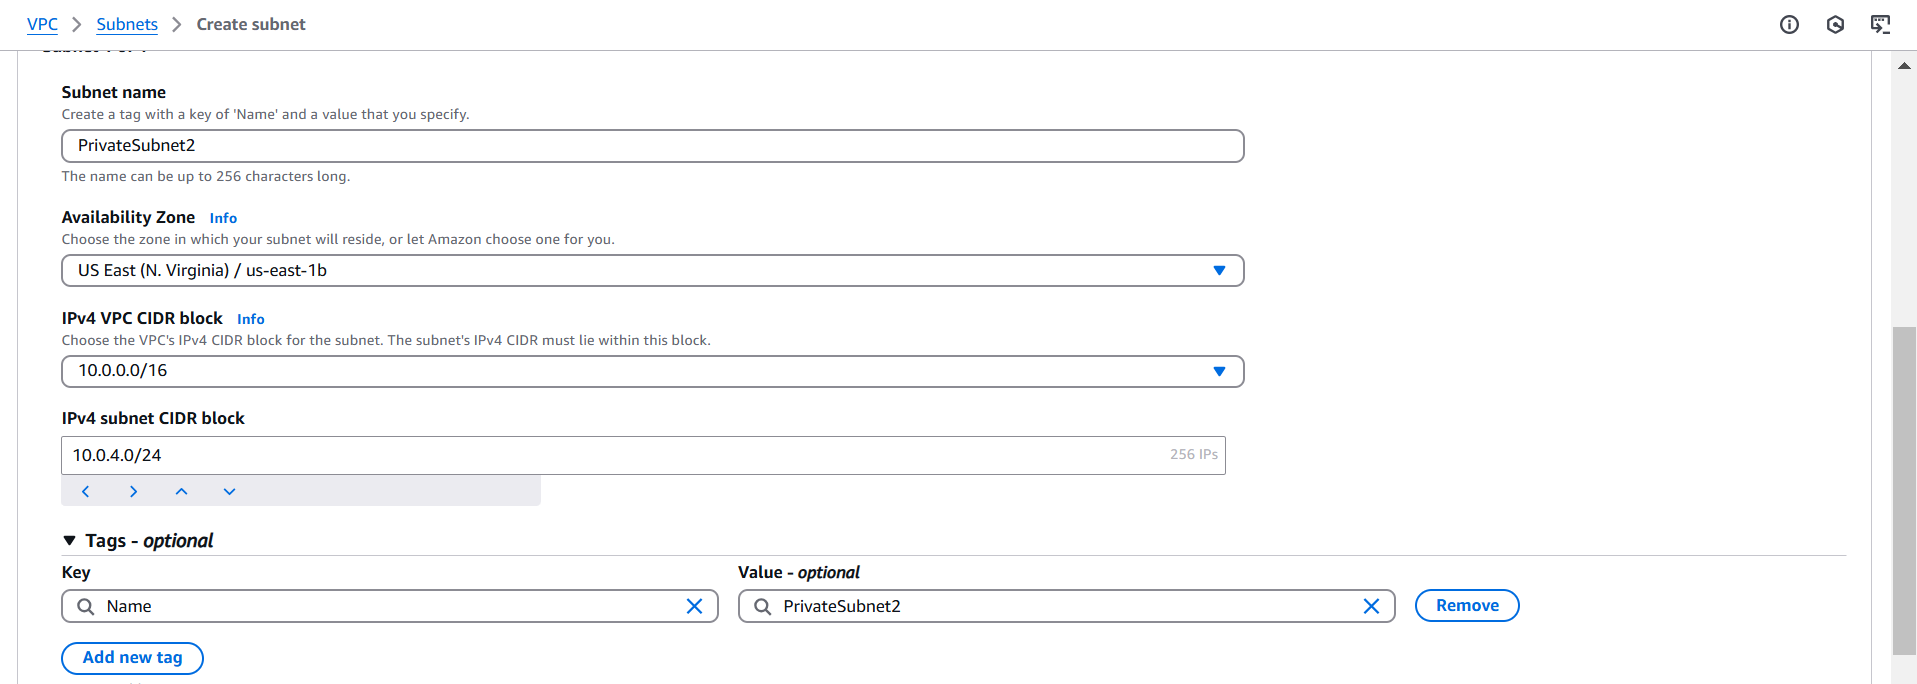 VPC > Subnets > Create subnet
Subnet name
Create a tag with a key of 'Name' and a value that you specify.
PrivateSubnet2
The name can be up to 256 characters long.
Availability Zone Info
Choose the zone in which your subnet will reside, or let Amazon choose one for you.
US East (N. Virginia) / us-east-1b
IPv4 VPC CIDR block Info
Choose the VPC's IPv4 CIDR block for the subnet. The subnet's IPv4 CIDR must lie within this block.
10.0.0.0/16
IPv4 subnet CIDR block
10.0.4.0/24 256 IPs
Tags - optional
Key Value - optional
Name PrivateSubnet2 Remove
Add new tag